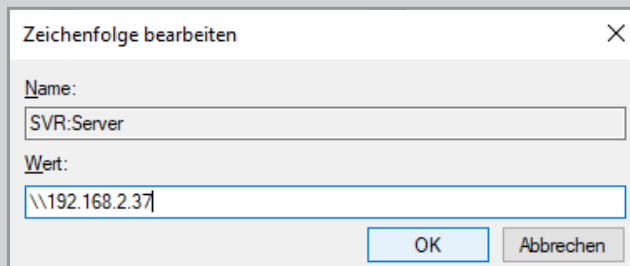 Zeichenfolge bearbeiten
Name:
SVR:Server
Wert:
\\192.168.2.37
OK
Abbrechen